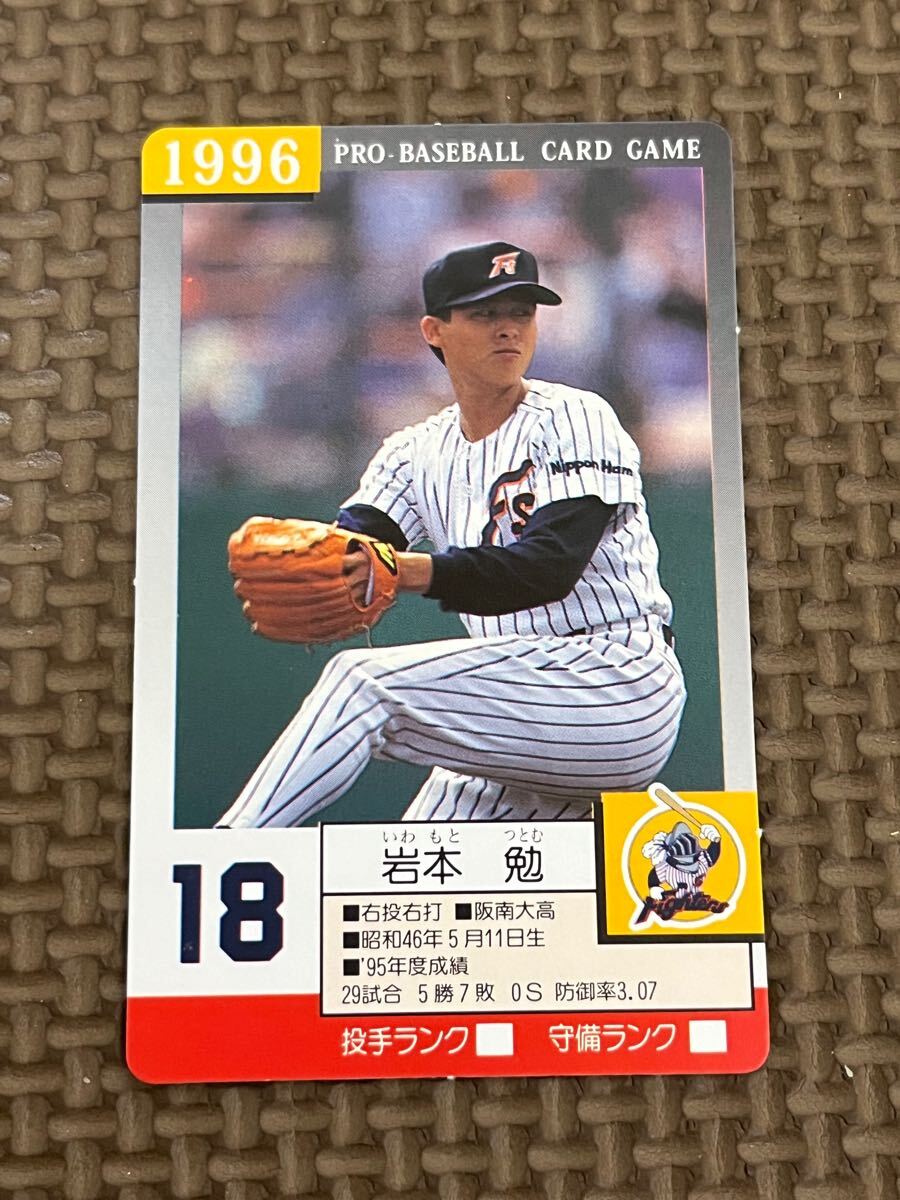 1996
PRO-BASEBALL CARD GAME
Nippon Ham
Fs
18
いわ もと つとむ
岩本 勉
■右投右打 ■阪南大高
■昭和46年5月11日生
■'95年度成績
29試合 5勝7敗 0S 防御率3.07
Fighters
投手ランク 守備ランク